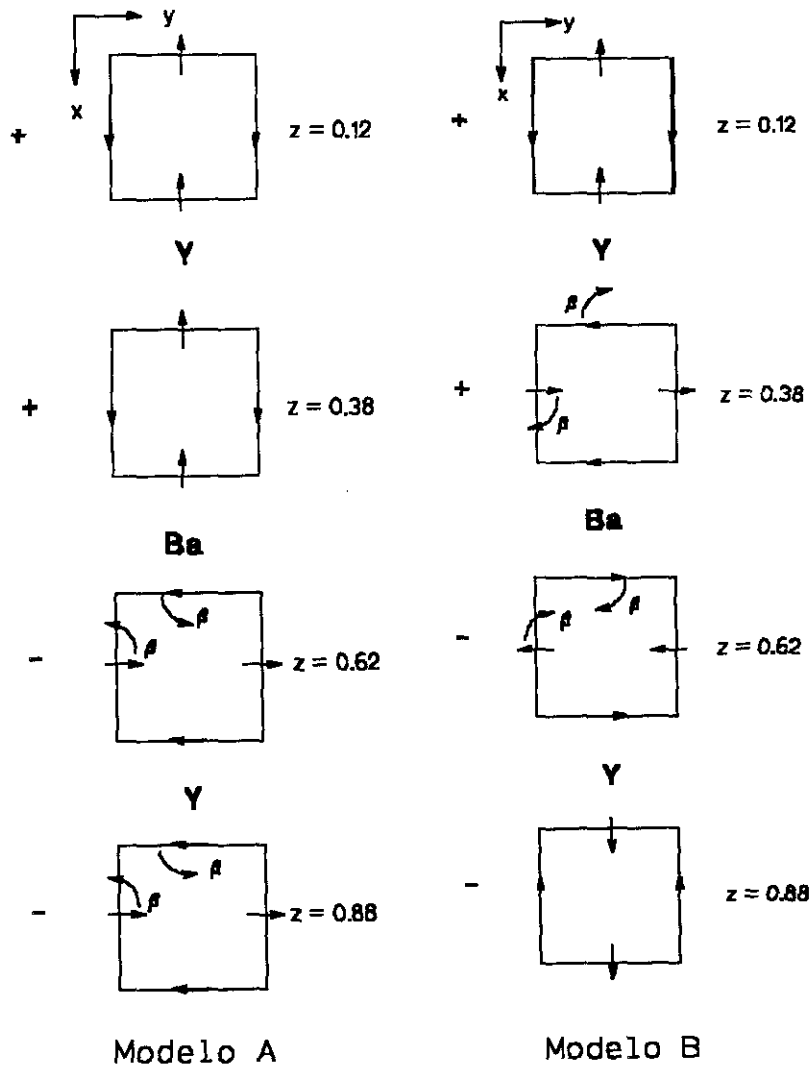 y
x
+
z = 0.12
Y
+
z = 0.38
Ba
β
β
-
z = 0.62
Y
β
β
-
z = 0.88
Modelo A
y
x
+
z = 0.12
Y
β
+
β
z = 0.38
Ba
β
β
-
z = 0.62
Y
-
z = 0.88
Modelo B